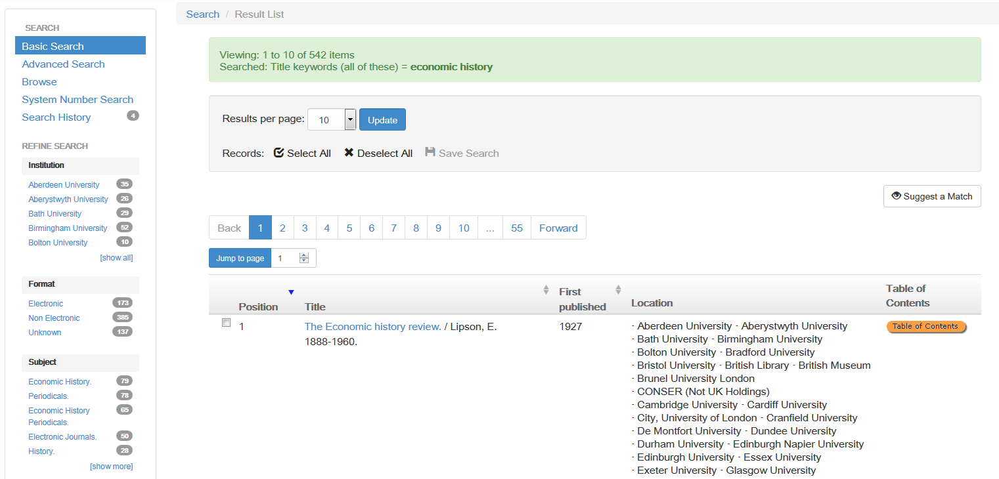 SEARCH
Basic Search
Advanced Search
Browse
System Number Search
Search History 4
REFINE SEARCH
Institution
Aberdeen University 35
Aberystwyth University 26
Bath University 29
Birmingham University 52
Bolton University 10
[show all]
Format
Electronic 173
Non Electronic 385
Unknown 137
Subject
Economic History. 79
Periodicals. 78
Economic History 65
Periodicals.
Electronic Journals. 50
History. 28
[show more]
Search / Result List
Viewing: 1 to 10 of 542 items
Searched: Title keywords (all of these) = economic history
Results per page: 10 Update
Records: Select All Deselect All Save Search
Suggest a Match
Back 1 2 3 4 5 6 7 8 9 10 ... 55 Forward
Jump to page 1
Position Title First published Location Table of Contents
1 The Economic history review. / Lipson, E. 1927 - Aberdeen University - Aberystwyth University Table of Contents
1888-1960.
- Bath University - Birmingham University
- Bolton University - Bradford University
- Bristol University - British Library - British Museum
- Brunel University London
- CONSER (Not UK Holdings)
- Cambridge University - Cardiff University
- City, University of London - Cranfield University
- De Montfort University - Dundee University
- Durham University - Edinburgh Napier University
- Edinburgh University - Essex University
- Exeter University - Glasgow University